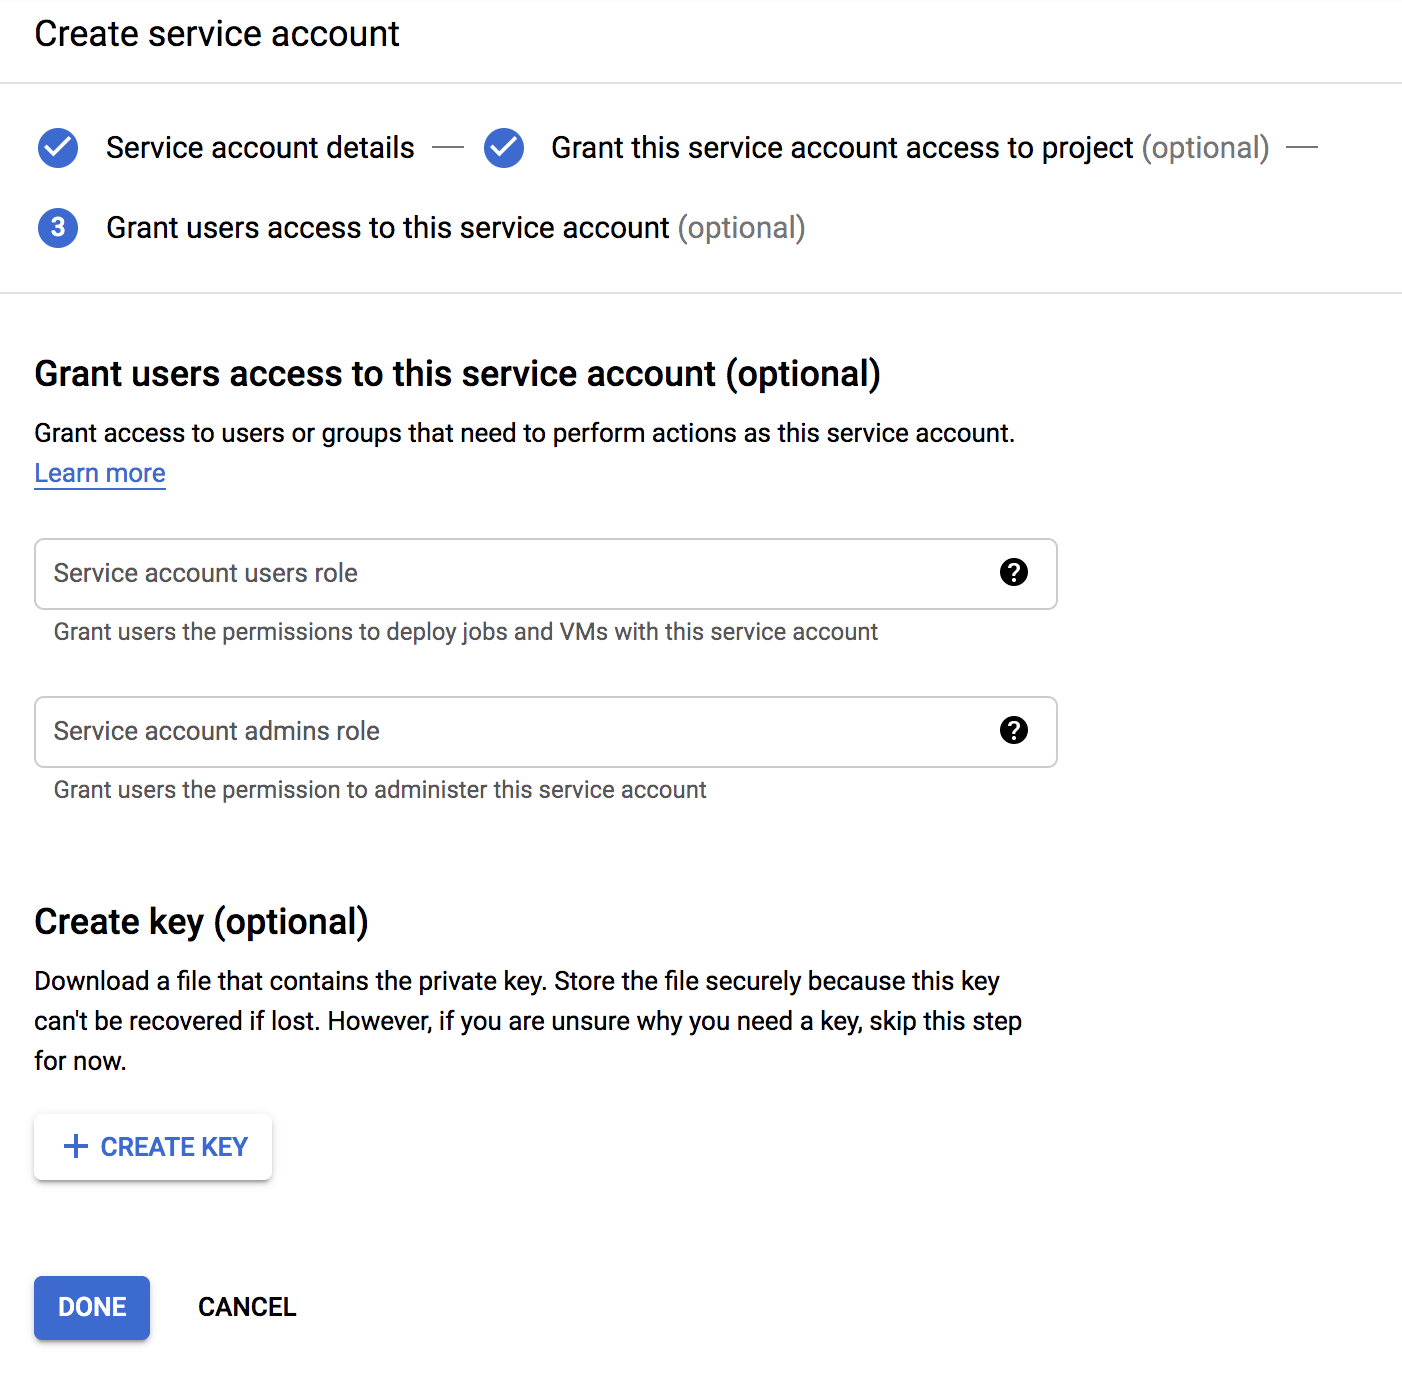 Create service account
Service account details — Grant this service account access to project (optional) —
3 Grant users access to this service account (optional)
Grant users access to this service account (optional)
Grant access to users or groups that need to perform actions as this service account.
Learn more
Service account users role ?
Grant users the permissions to deploy jobs and VMs with this service account
Service account admins role ?
Grant users the permission to administer this service account
Create key (optional)
Download a file that contains the private key. Store the file securely because this key
can't be recovered if lost. However, if you are unsure why you need a key, skip this step
for now.
+ CREATE KEY
DONE CANCEL